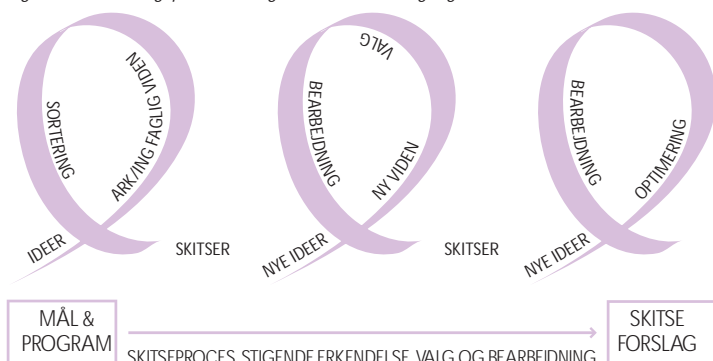 SORTERING
ARK/ING FAGLIG VIDEN
IDEER
SKITSER
BEARBEJDNING
VALG
NY VIDEN
NYE IDEER
SKITSER
BEARBEJDNING
OPTIMERING
NYE IDEER
MÅL &
PROGRAM
SKITSE
FORSLAG
SKITSEPROCES, STIGENDE ERKENDELSE, VALG OG BEARBEJDNING